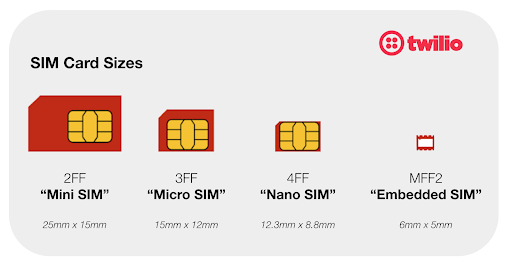 twilio
SIM Card Sizes
2FF
“Mini SIM”
25mm x 15mm
3FF
“Micro SIM”
15mm x 12mm
4FF
“Nano SIM”
12.3mm x 8.8mm
MFF2
“Embedded SIM”
6mm x 5mm